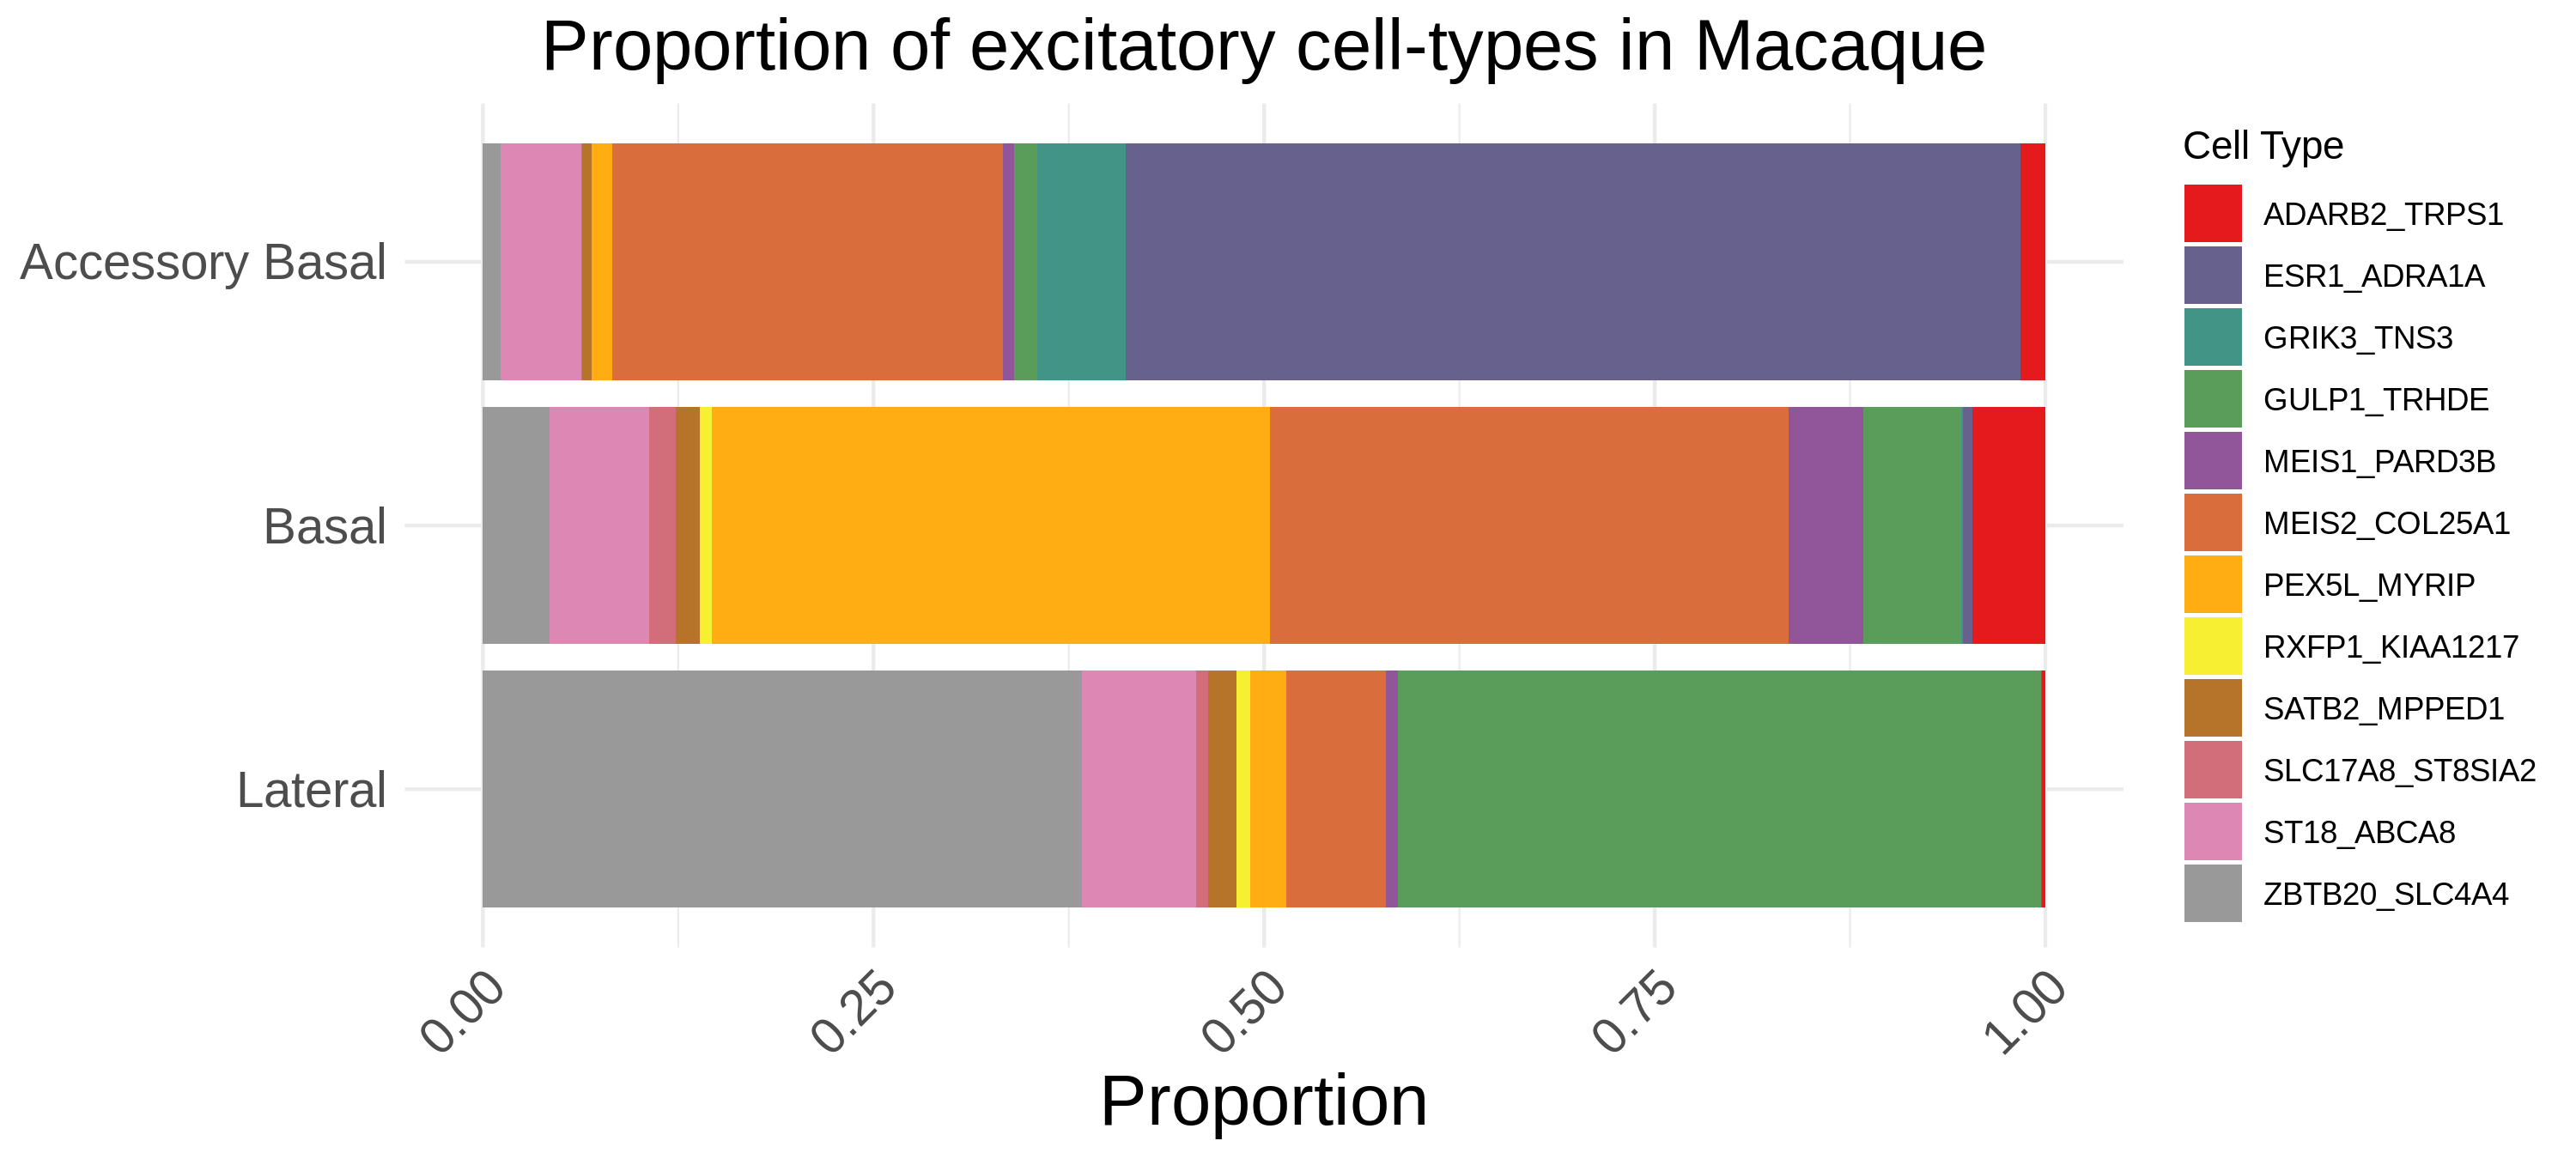 Proportion of excitatory cell-types in Macaque
Accessory Basal
Basal
Lateral
0.00
0.25
0.50
0.75
1.00
Proportion
Cell Type
ADARB2_TRPS1
ESR1_ADRA1A
GRIK3_TNS3
GULP1_TRHDE
MEIS1_PARD3B
MEIS2_COL25A1
PEX5L_MYRIP
RXFP1_KIAA1217
SATB2_MPPED1
SLC17A8_ST8SIA2
ST18_ABCA8
ZBTB20_SLC4A4